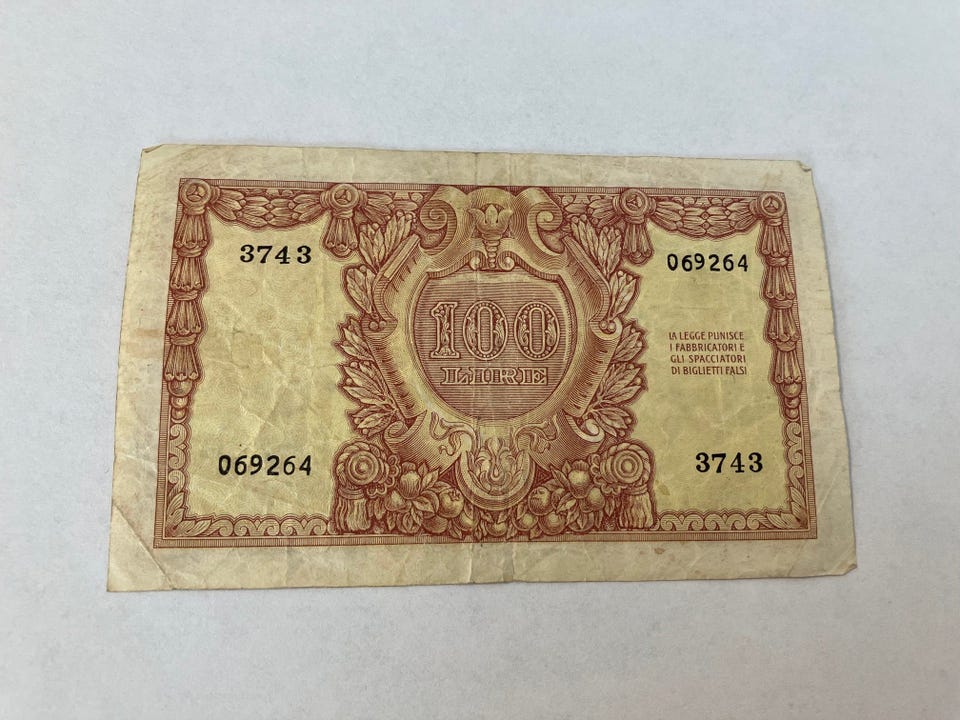 3743
069264
100
LIRE
LA LEGGE PUNISCE
I FABBRICATORI E
GLI SPACCIATORI
DI BIGLIETTI FALSI
069264
3743